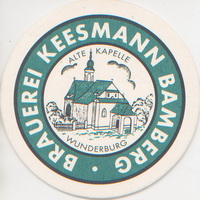 BRAUEREI KEESMANN BAMBERG
ALTE KAPELLE
WUNDERBURG